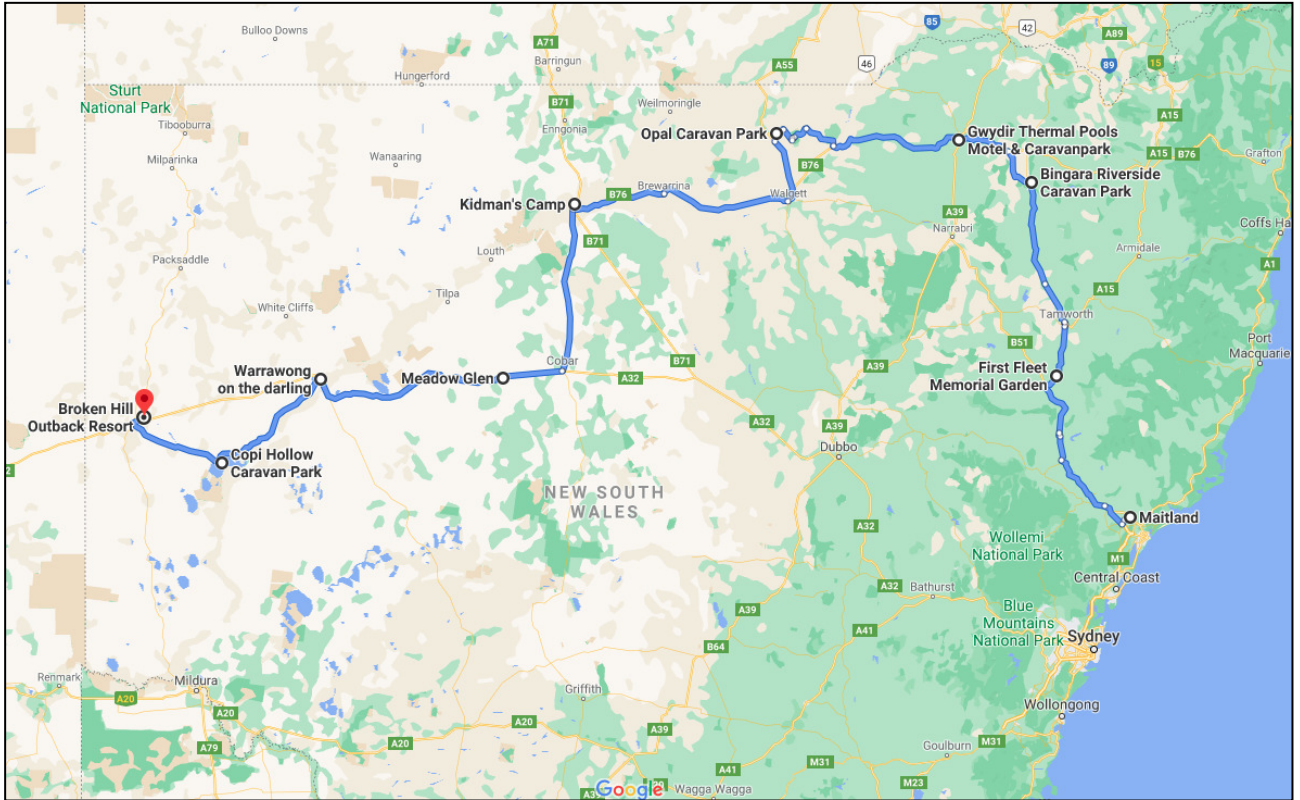 Bulloo Downs
A71
Barringun
85
42
A89
89
15
46
A55
Hungerford
Sturt
National Park
Tibooburra
B71
Weilmoringle
Enngonia
Opal Caravan Park
Gwydir Thermal Pools
Motel & Caravanpark
A15
A15
B76
Grafton
Milparinka
Wanaaring
B76
Bingara Riverside
Caravan Park
Brewarrina
B76
Walgett
Kidman's Camp
A39
Narrabri
Coffs Ha
B71
Armidale
Louth
Packsaddle
A1
Tilpa
A15
White Cliffs
Tamworth
B51
Port
Macquarie
Cobar
B71
A39
Warrawong
on the darling
Meadow Glen
A32
First Fleet
Memorial Garden
Broken Hill
Outback Resort
A32
A39
Dubbo
Copi Hollow
Caravan Park
2
NEW SOUTH
WALES
Maitland
A32
Wollemi
National Park
M1
Central Coast
A32
Bathurst
A39
Blue
Mountains
National Park
A41
Sydney
B64
Renmark
Mildura
A20
Griffith
Wollongong
A20
A20
A20
A39
M31
A79
Goulburn
A41
M23
Google
Wagga Wagga